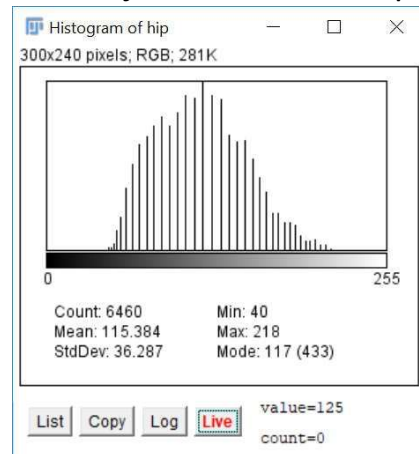 Histogram of hip
300x240 pixels; RGB; 281K
0 255
Count: 6460 Min: 40
Mean: 115.384 Max: 218
StdDev: 36.287 Mode: 117 (433)
List Copy Log Live value=125
count=0